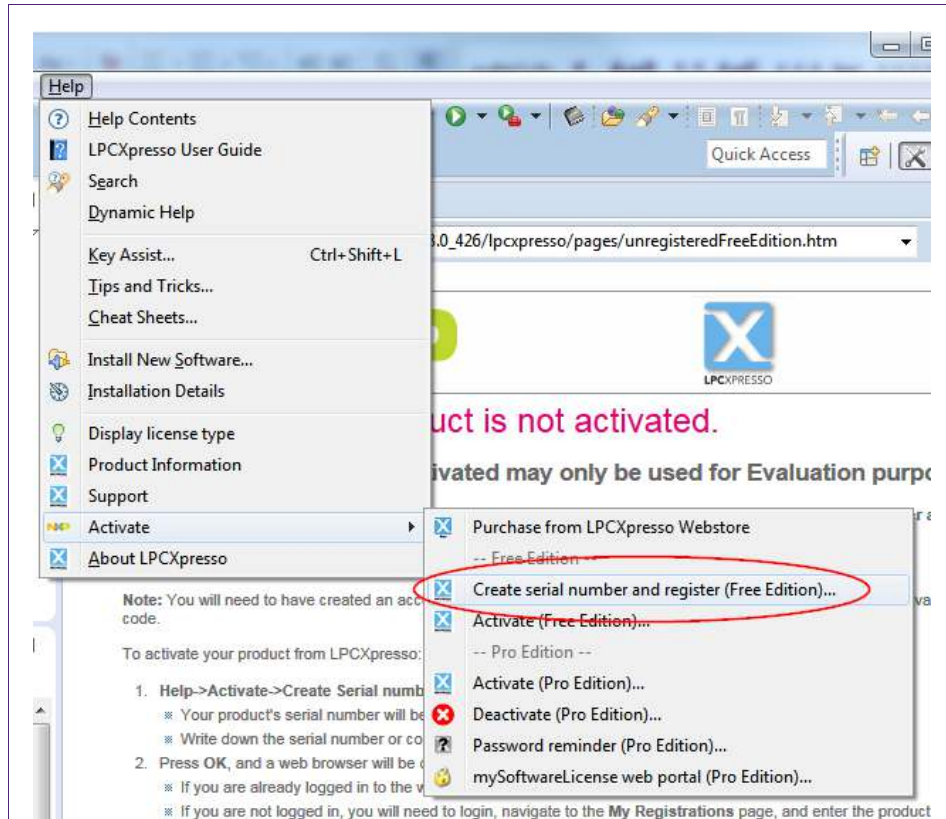 Help
Help Contents
LPCXpresso User Guide
Search
Dynamic Help
Key Assist... Ctrl+Shift+L
Tips and Tricks...
Cheat Sheets...
Install New Software...
Installation Details
Display license type
Product Information
Support
Activate
About LPCXpresso
Quick Access
.0_426/lpcxpresso/pages/unregisteredFreeEdition.htm
LPCXPRESSO
uct is not activated.
ivated may only be used for Evaluation purpo
Purchase from LPCXpresso Webstore
-- Free Edition --
Create serial number and register (Free Edition)...
Activate (Free Edition)...
-- Pro Edition --
Activate (Pro Edition)...
Deactivate (Pro Edition)...
Password reminder (Pro Edition)...
mySoftwareLicense web portal (Pro Edition)...
Note: You will need to have created an acc
code.
To activate your product from LPCXpresso:
1. Help->Activate->Create Serial numb
Your product's serial number will be
Write down the serial number or co
2. Press OK, and a web browser will be
If you are already logged in to the w
If you are not logged in, you will need to login, navigate to the My Registrations page, and enter the product